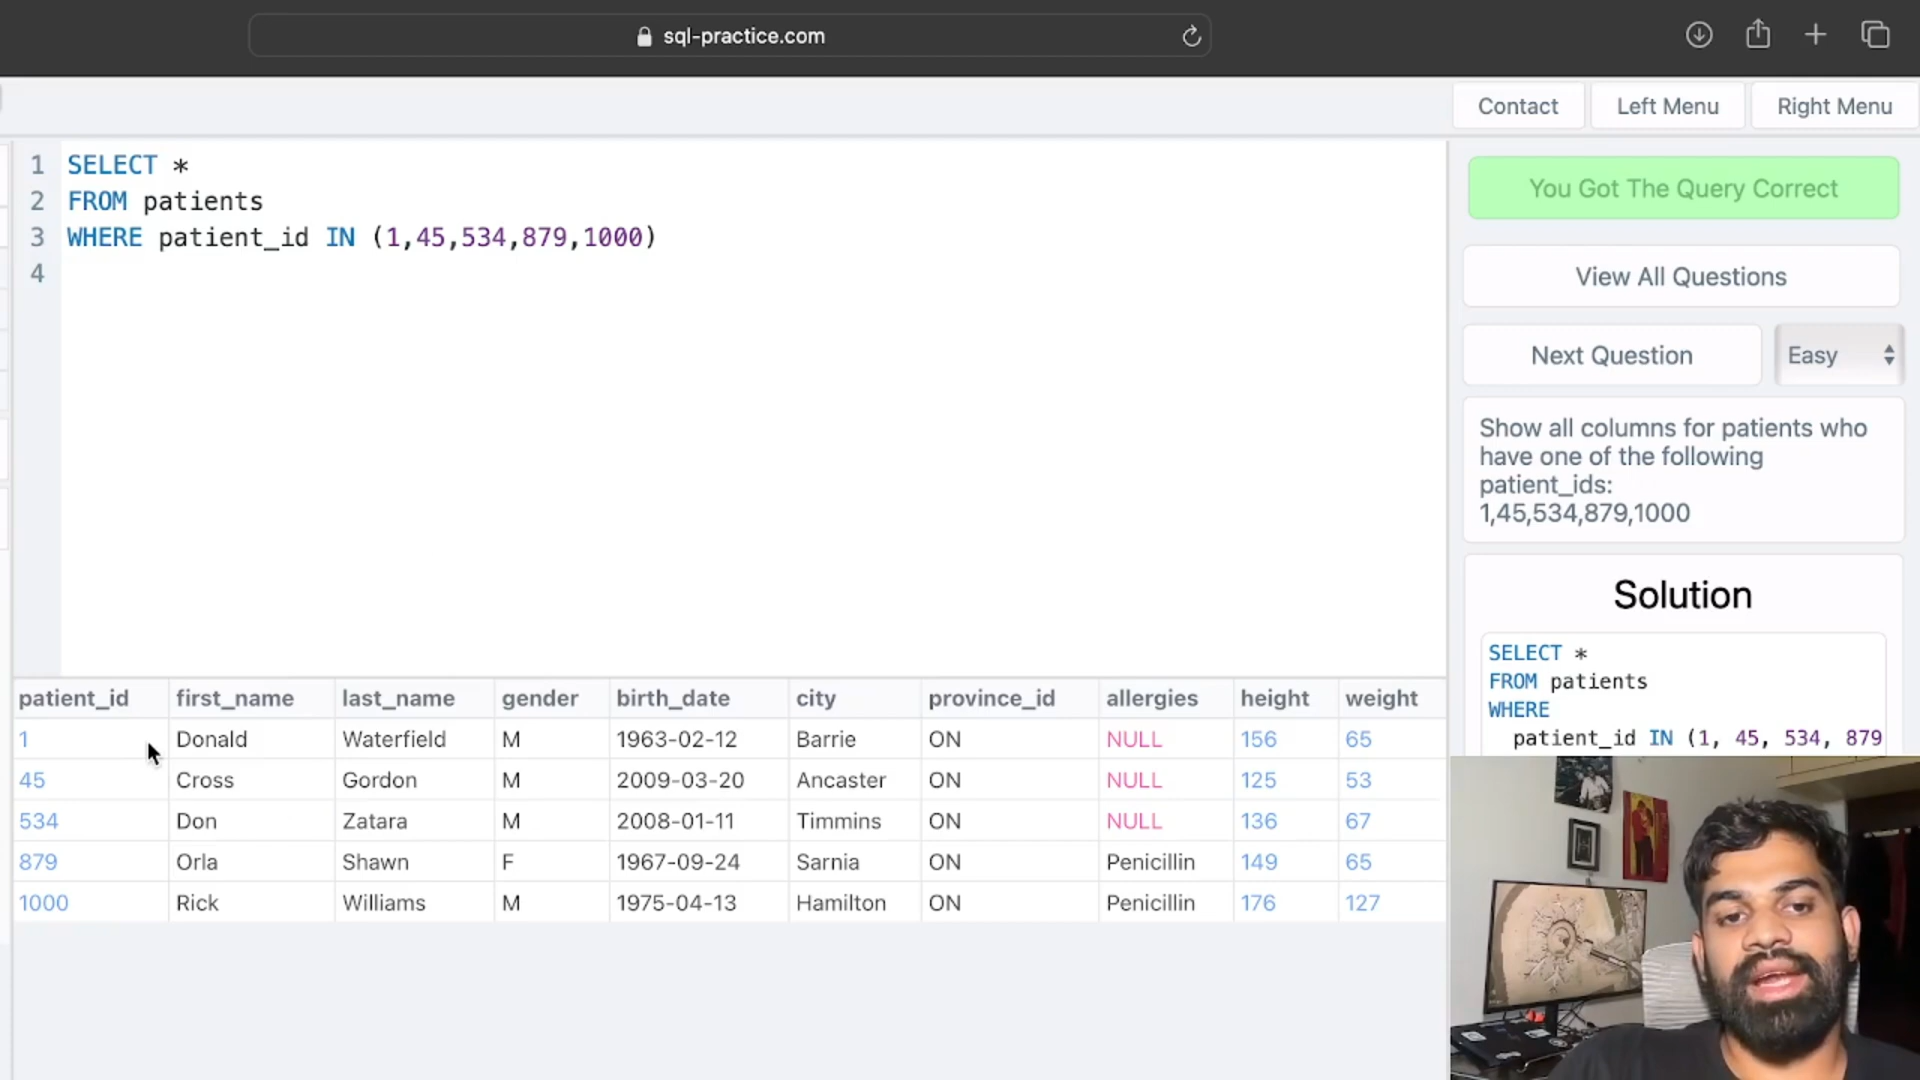 sql-practice.com
Contact Left Menu Right Menu
1 SELECT *
2 FROM patients
3 WHERE patient_id IN (1,45,534,879,1000)
4
You Got The Query Correct
View All Questions
Next Question Easy
Show all columns for patients who
have one of the following
patient_ids:
1,45,534,879,1000
Solution
SELECT *
FROM patients
WHERE
patient_id IN (1, 45, 534, 879
patient_id first_name last_name gender birth_date city province_id allergies height weight
1 Donald Waterfield M 1963-02-12 Barrie ON NULL 156 65
45 Cross Gordon M 2009-03-20 Ancaster ON NULL 125 53
534 Don Zatara M 2008-01-11 Timmins ON NULL 136 67
879 Orla Shawn F 1967-09-24 Sarnia ON Penicillin 149 65
1000 Rick Williams M 1975-04-13 Hamilton ON Penicillin 176 127